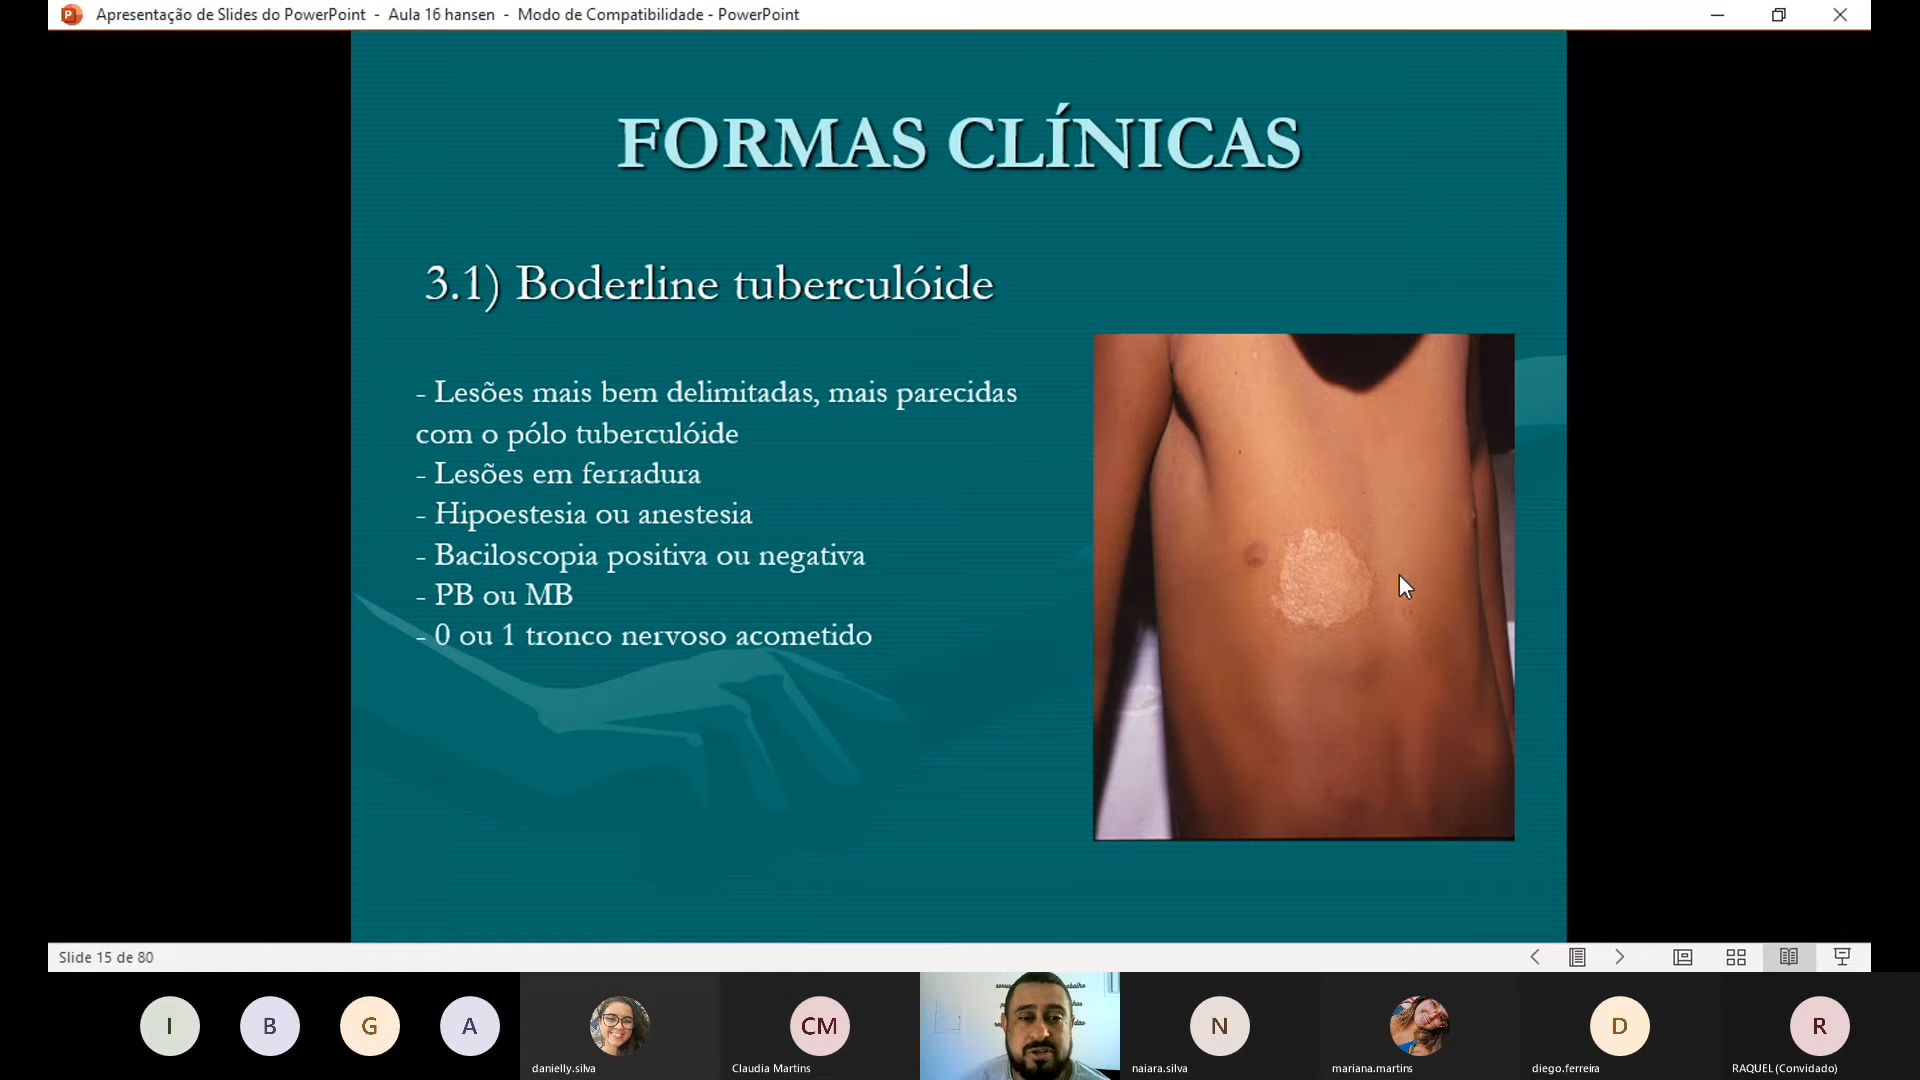 Apresentação de Slides do PowerPoint - Aula 16 hansen - Modo de Compatibilidade - PowerPoint
FORMAS CLÍNICAS
3.1) Boderline tuberculóide
- Lesões mais bem delimitadas, mais parecidas
com o pólo tuberculóide
- Lesões em ferradura
- Hipoestesia ou anestesia
- Baciloscopia positiva ou negativa
- PB ou MB
- 0 ou 1 tronco nervoso acometido
Slide 15 de 80
I
B
G
A
danielly.silva
CM
Claudia Martins
N
naiara.silva
mariana.martins
D
diego.ferreira
R
RAQUEL (Convidado)